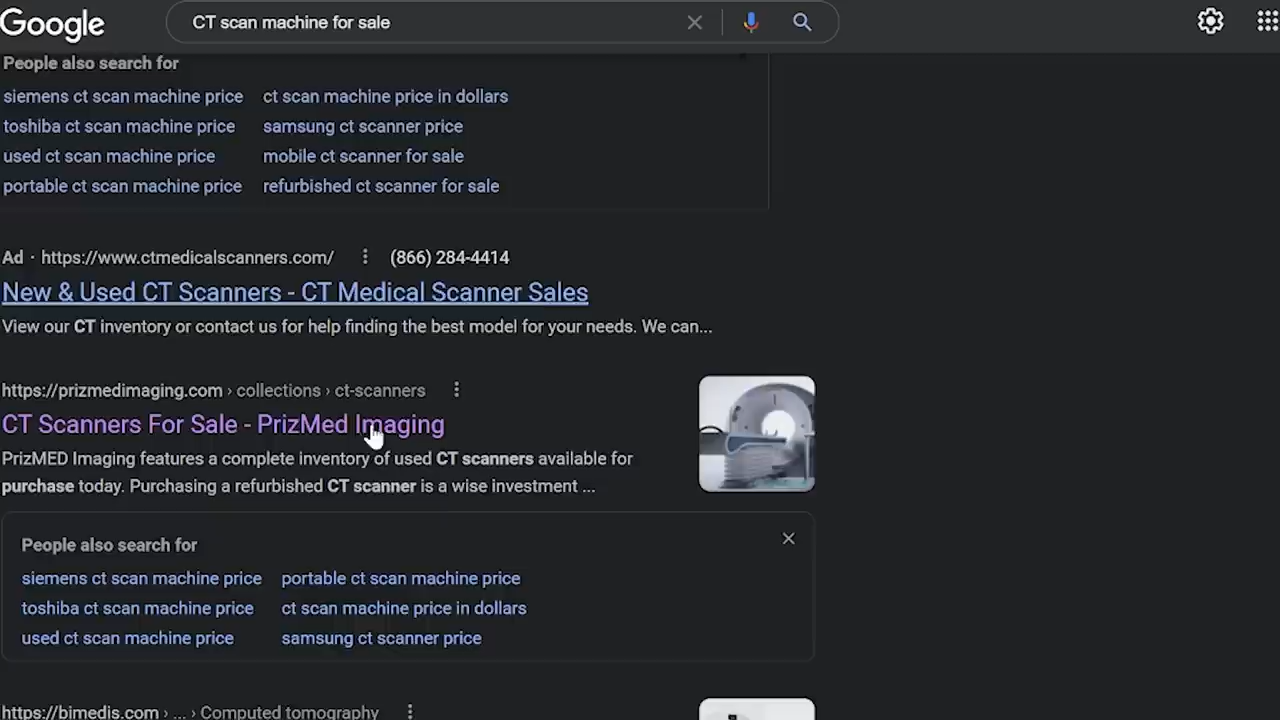 Google
CT scan machine for sale
People also search for
siemens ct scan machine price
ct scan machine price in dollars
toshiba ct scan machine price
samsung ct scanner price
used ct scan machine price
mobile ct scanner for sale
portable ct scan machine price
refurbished ct scanner for sale
Ad · https://www.ctmedicalscanners.com/ (866) 284-4414
New & Used CT Scanners - CT Medical Scanner Sales
View our CT inventory or contact us for help finding the best model for your needs. We can...
https://prizmedimaging.com › collections › ct-scanners
CT Scanners For Sale - PrizMed Imaging
PrizMED Imaging features a complete inventory of used CT scanners available for
purchase today. Purchasing a refurbished CT scanner is a wise investment ...
People also search for
siemens ct scan machine price
portable ct scan machine price
toshiba ct scan machine price
ct scan machine price in dollars
used ct scan machine price
samsung ct scanner price
https://bimedis.com › ... › Computed tomography